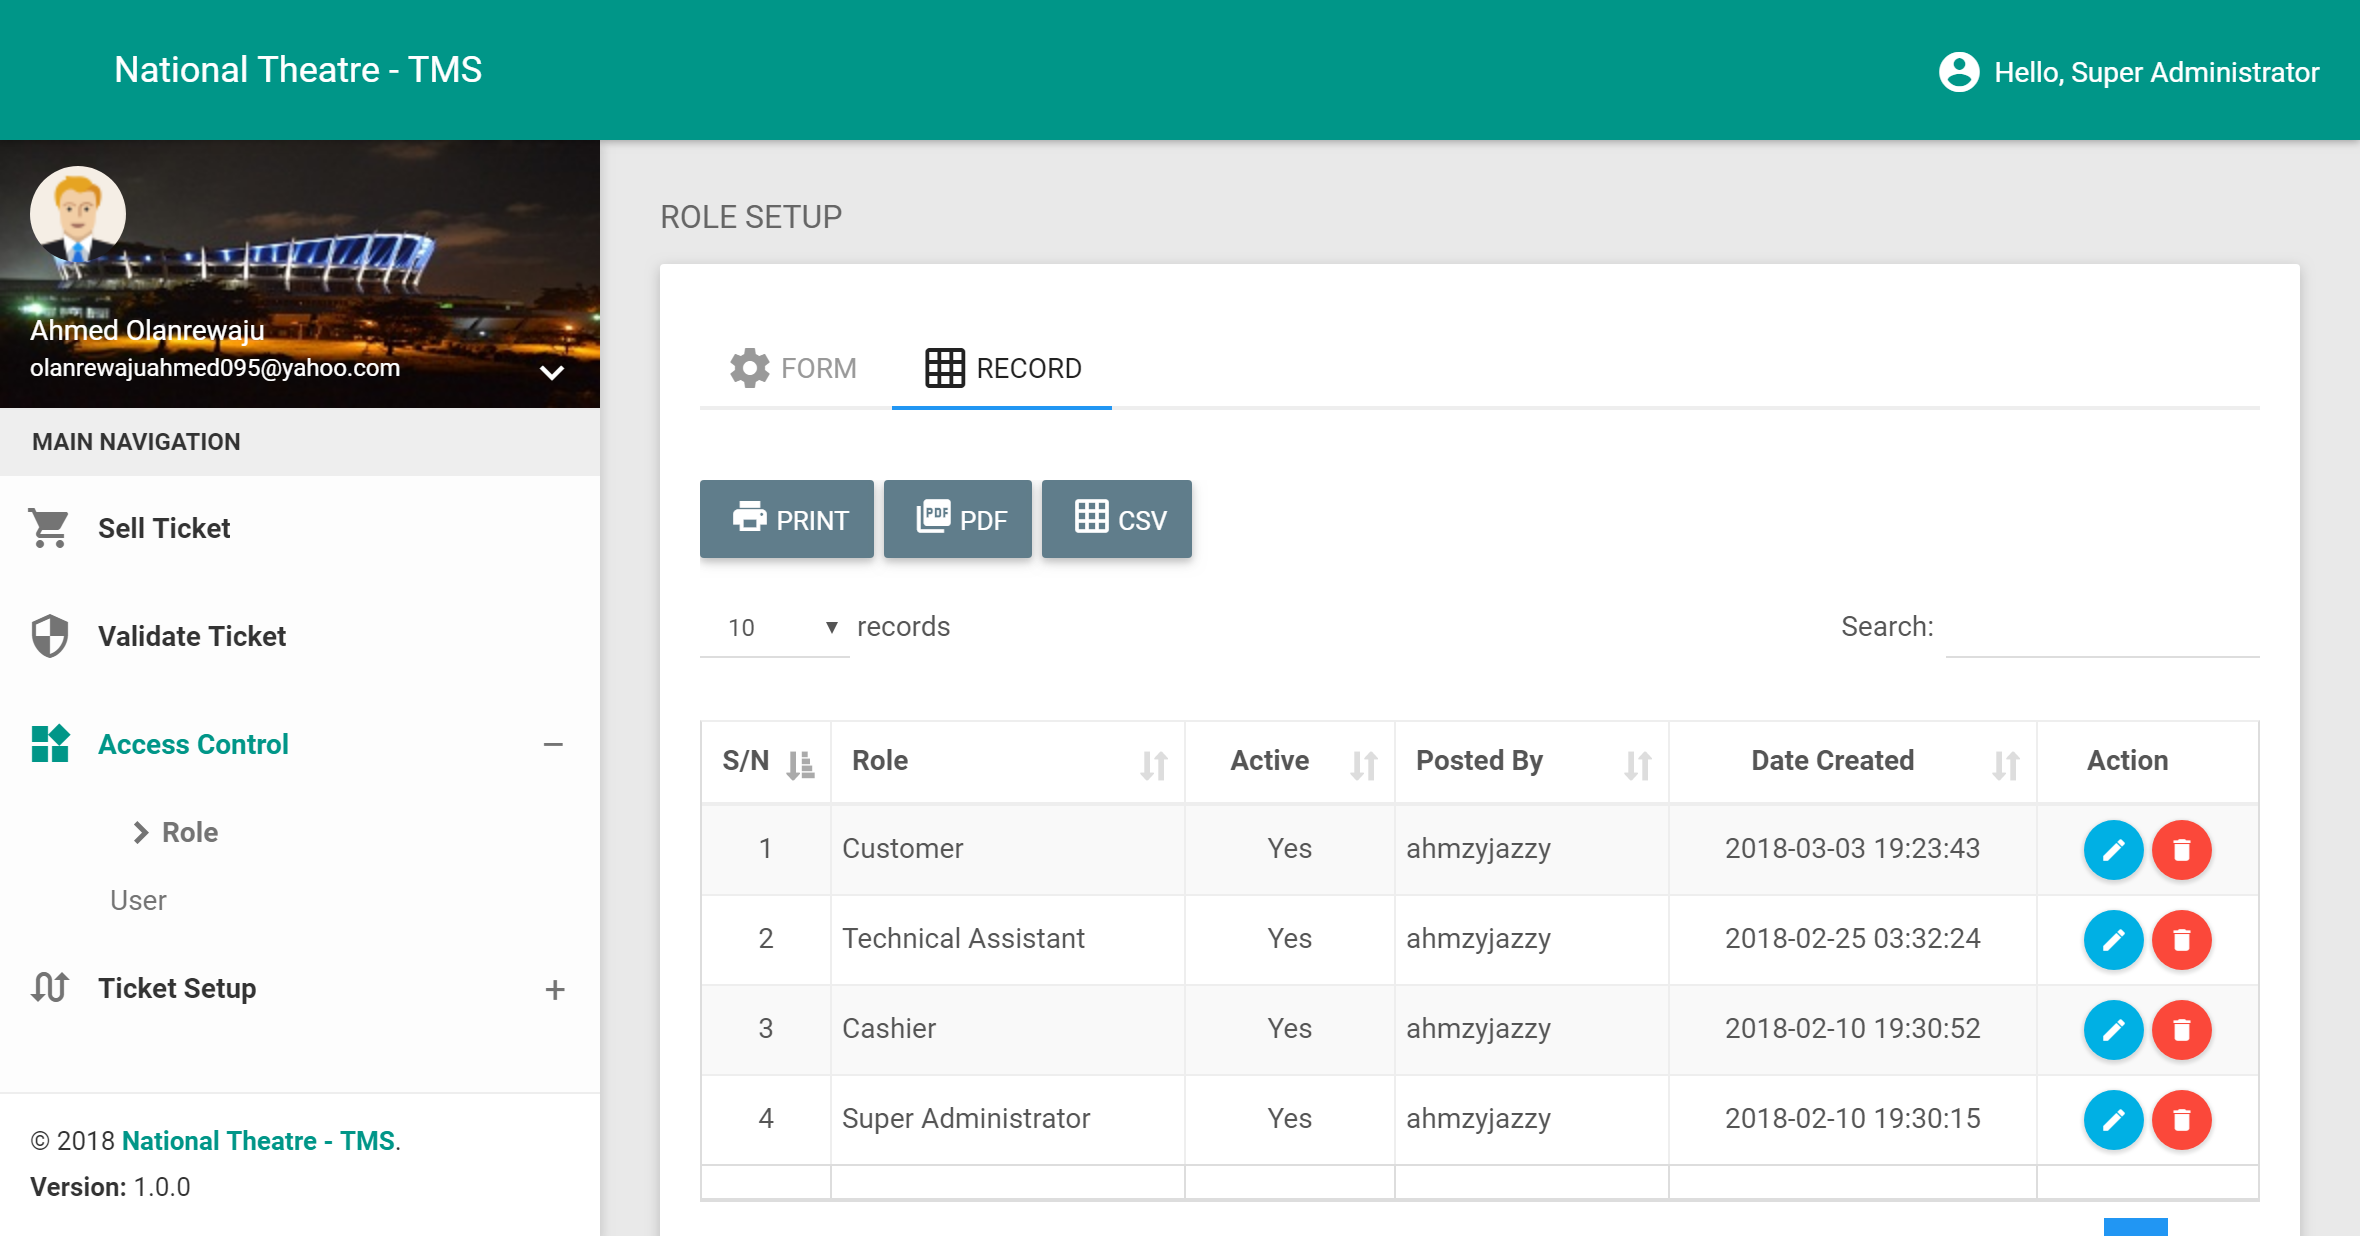 National Theatre - TMS
Hello, Super Administrator
Ahmed Olanrewaju
olanrewajuahmed095@yahoo.com
MAIN NAVIGATION
Sell Ticket
Validate Ticket
Access Control
Role
User
Ticket Setup
© 2018 National Theatre - TMS.
Version: 1.0.0
ROLE SETUP
FORM RECORD
PRINT PDF CSV
10 records Search:
S/N Role Active Posted By Date Created Action
1 Customer Yes ahmzyjazzy 2018-03-03 19:23:43
2 Technical Assistant Yes ahmzyjazzy 2018-02-25 03:32:24
3 Cashier Yes ahmzyjazzy 2018-02-10 19:30:52
4 Super Administrator Yes ahmzyjazzy 2018-02-10 19:30:15